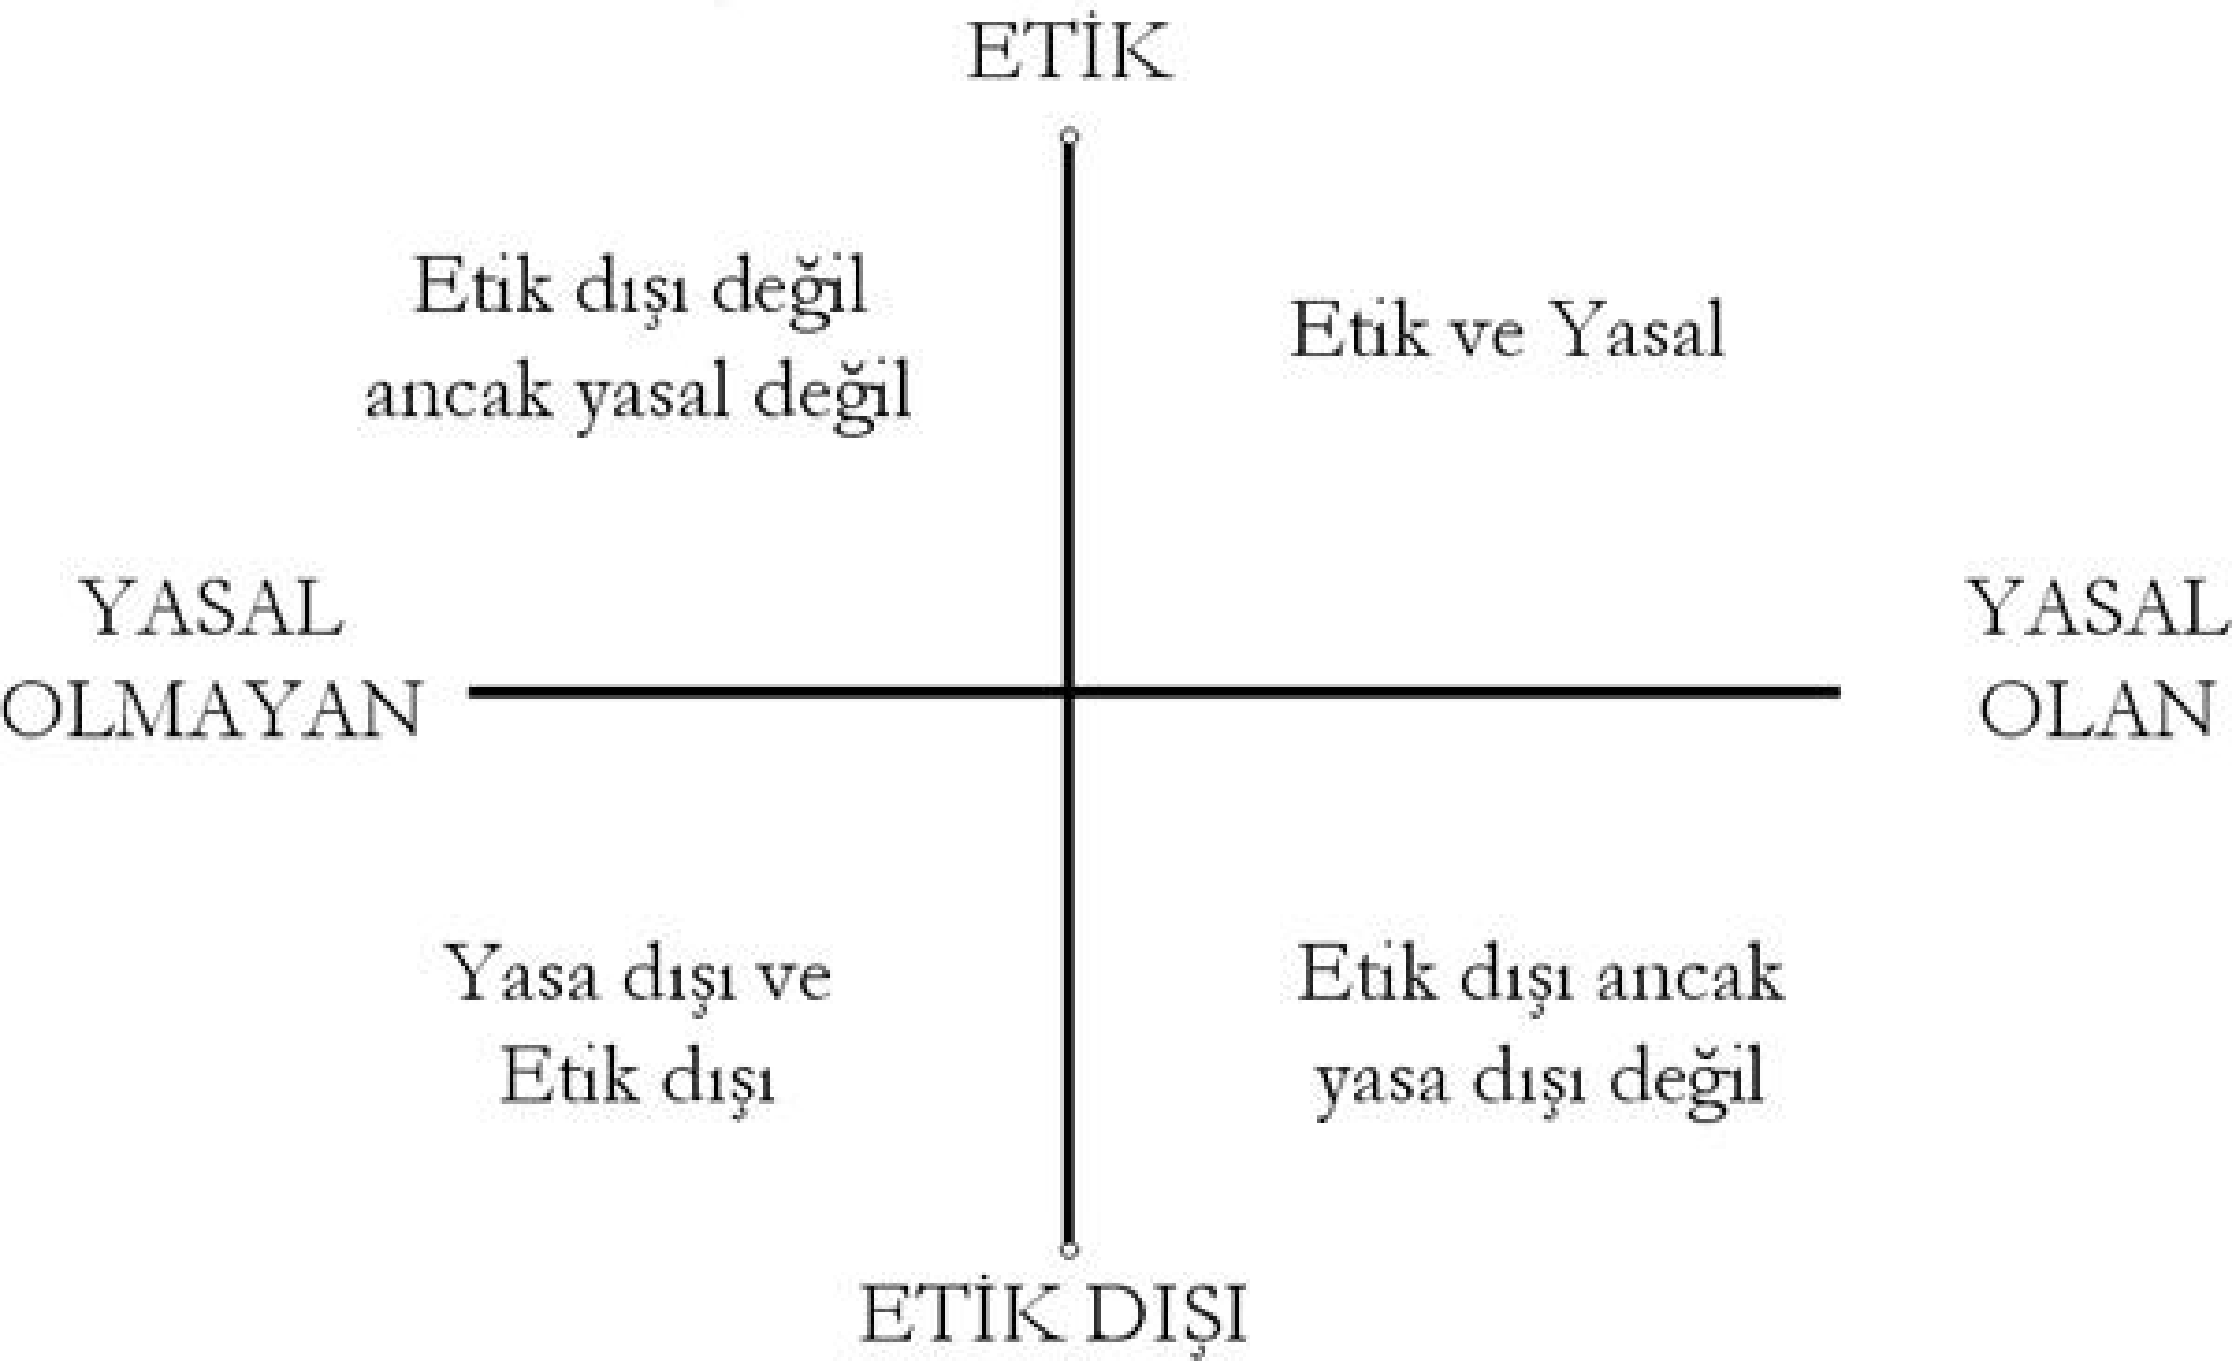 ETİK
Etik dışı değil
ancak yasal değil
Etik ve Yasal
YASAL
OLMAYAN
YASAL
OLAN
Yasa dışı ve
Etik dışı
Etik dışı ancak
yasa dışı değil
ETİK DIŞI